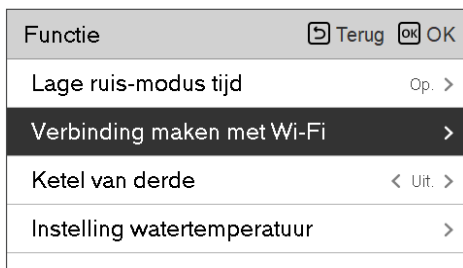 Functie Terug OK OK
Lage ruis-modus tijd Op. >
Verbinding maken met Wi-Fi >
Ketel van derde < Uit. >
Instelling watertemperatuur >